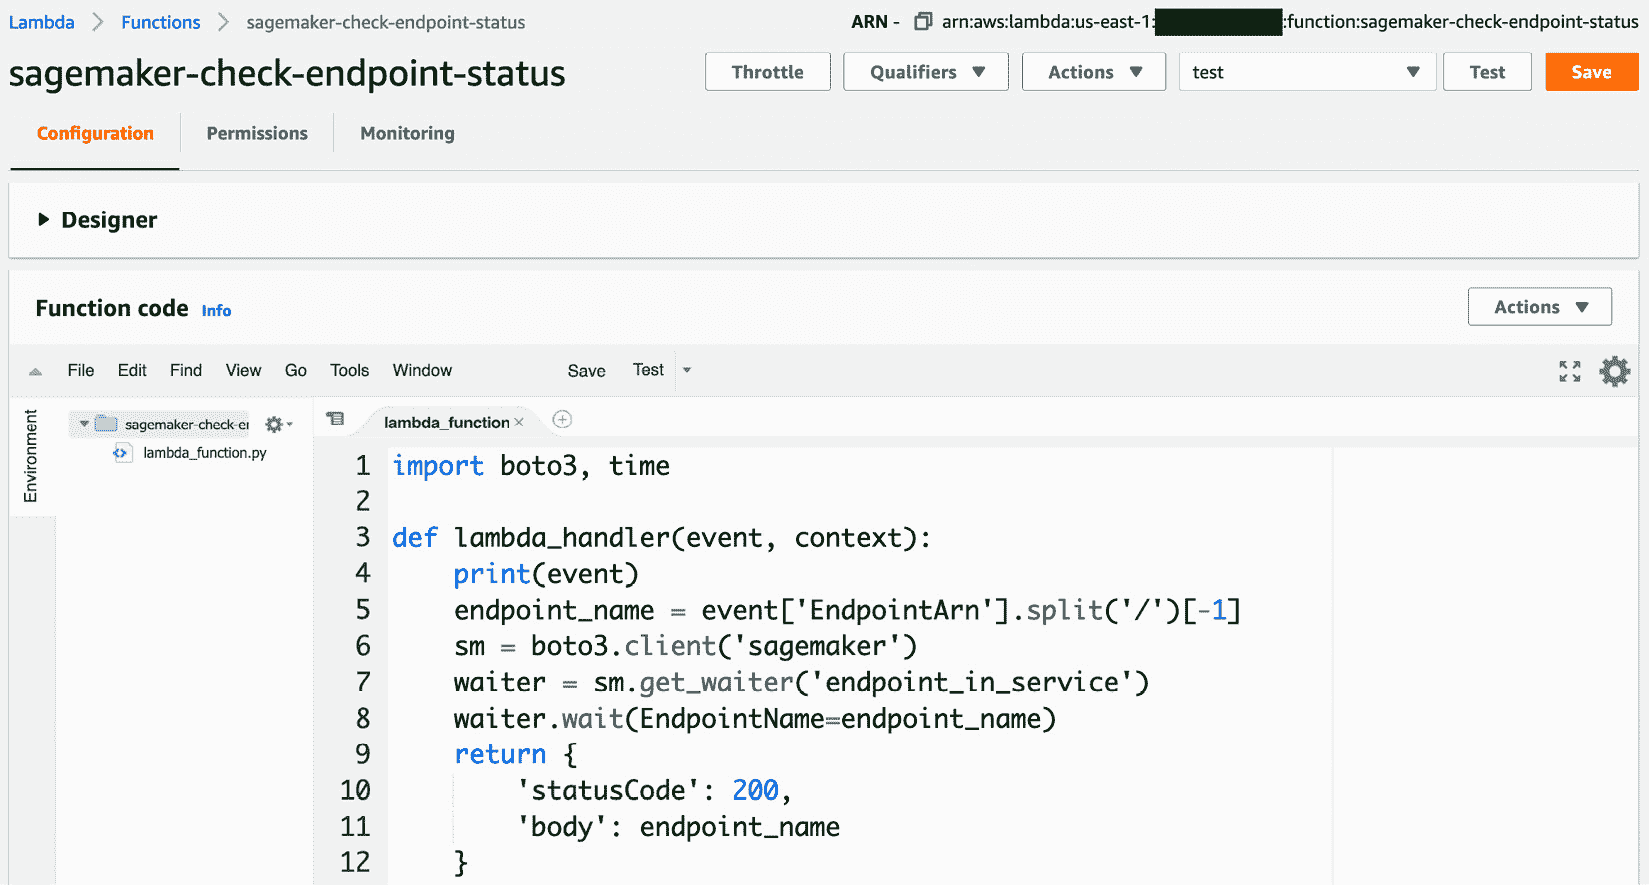 Lambda > Functions > sagemaker-check-endpoint-status
ARN - arn:aws:lambda:us-east-1: :function:sagemaker-check-endpoint-status
sagemaker-check-endpoint-status
Throttle Qualifiers Actions test Test Save
Configuration Permissions Monitoring
Designer
Function code Info
Actions
File Edit Find View Go Tools Window Save Test
Environment
sagemaker-check-er
lambda_function.py
lambda_function
1 import boto3, time
2
3 def lambda_handler(event, context):
4     print(event)
5     endpoint_name = event['EndpointArn'].split('/')[-1]
6     sm = boto3.client('sagemaker')
7     waiter = sm.get_waiter('endpoint_in_service')
8     waiter.wait(EndpointName=endpoint_name)
9     return {
10         'statusCode': 200,
11         'body': endpoint_name
12     }